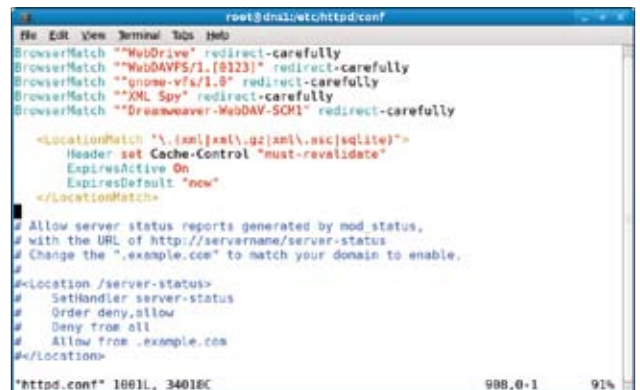 root@dns1:/etc/httpd/conf
File Edit View Terminal Tabs Help
BrowserMatch "^WebDrive" redirect-carefully
BrowserMatch "^WebDAVFS/1.[0123]" redirect-carefully
BrowserMatch "^gnome-vfs/1.0" redirect-carefully
BrowserMatch "^XML Spy" redirect-carefully
BrowserMatch "^Dreamweaver-WebDAV-SCM1" redirect-carefully
<LocationMatch "\.(xml|xml\.gz|xml\.asc|sqlite)">
Header set Cache-Control "must-revalidate"
ExpiresActive On
ExpiresDefault "now"
</LocationMatch>
# Allow server status reports generated by mod_status,
# with the URL of http://servername/server-status
# Change the ".example.com" to match your domain to enable.
#
#<Location /server-status>
# SetHandler server-status
# Order deny,allow
# Deny from all
# Allow from .example.com
#</Location>
"httpd.conf" 1001L, 34018C 908,0-1 91%